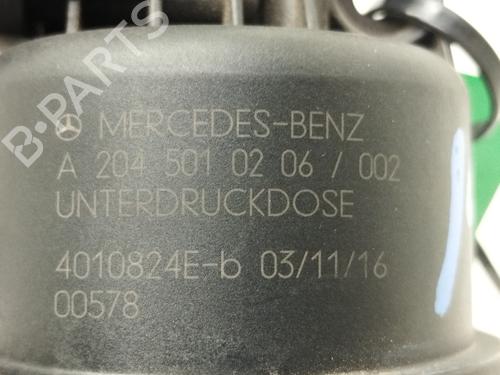 MERCEDES-BENZ
A 204 501 02 06 / 002
UNTERDRUCKDOSE
4010824E-b 03/11/16
00578
B-PARTS